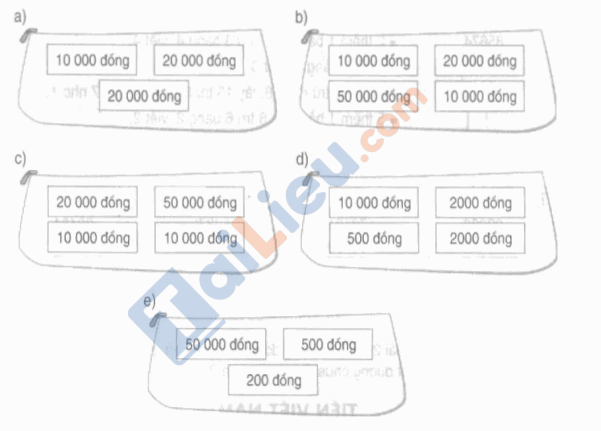 a)
10 000 đồng 20 000 đồng
20 000 đồng
b)
10 000 đồng 20 000 đồng
50 000 đồng 10 000 đồng
c)
20 000 đồng 50 000 đồng
10 000 đồng 10 000 đồng
d)
10 000 đồng 2000 đồng
500 đồng 2000 đồng
e)
50 000 đồng 500 đồng
200 đồng
TaiLieu.com